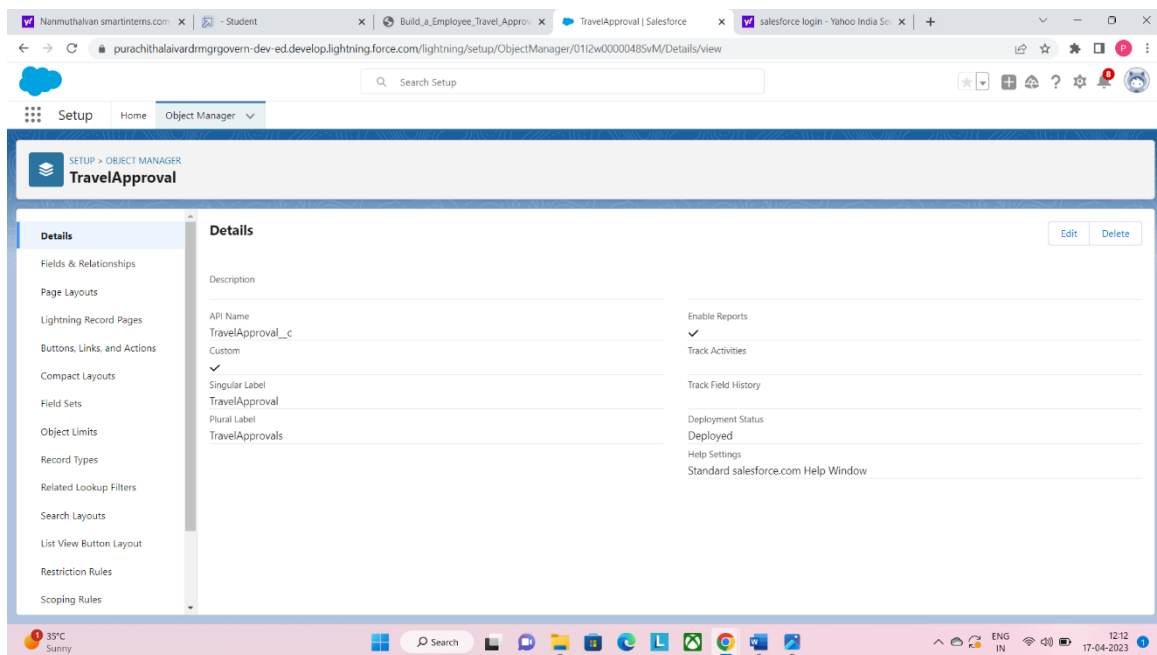 Nanmuthalvan smartinterns.com
- Student
Build_a_Employee_Travel_Approv
TravelApproval | Salesforce
salesforce login - Yahoo India Sea
purachithalaivardrmgrgovern-dev-ed.develop.lightning.force.com/lightning/setup/ObjectManager/01I2w0000048SvM/Details/view
P
Search Setup
8
Setup
Home
Object Manager
SETUP > OBJECT MANAGER
TravelApproval
Details
Fields & Relationships
Page Layouts
Lightning Record Pages
Buttons, Links, and Actions
Compact Layouts
Field Sets
Object Limits
Record Types
Related Lookup Filters
Search Layouts
List View Button Layout
Restriction Rules
Scoping Rules
Details
Edit
Delete
Description
API Name
TravelApproval__c
Custom
Singular Label
TravelApproval
Plural Label
TravelApprovals
Enable Reports
Track Activities
Track Field History
Deployment Status
Deployed
Help Settings
Standard salesforce.com Help Window
1
35°C
Sunny
Search
L
ENG
IN
12:12
17-04-2023
1